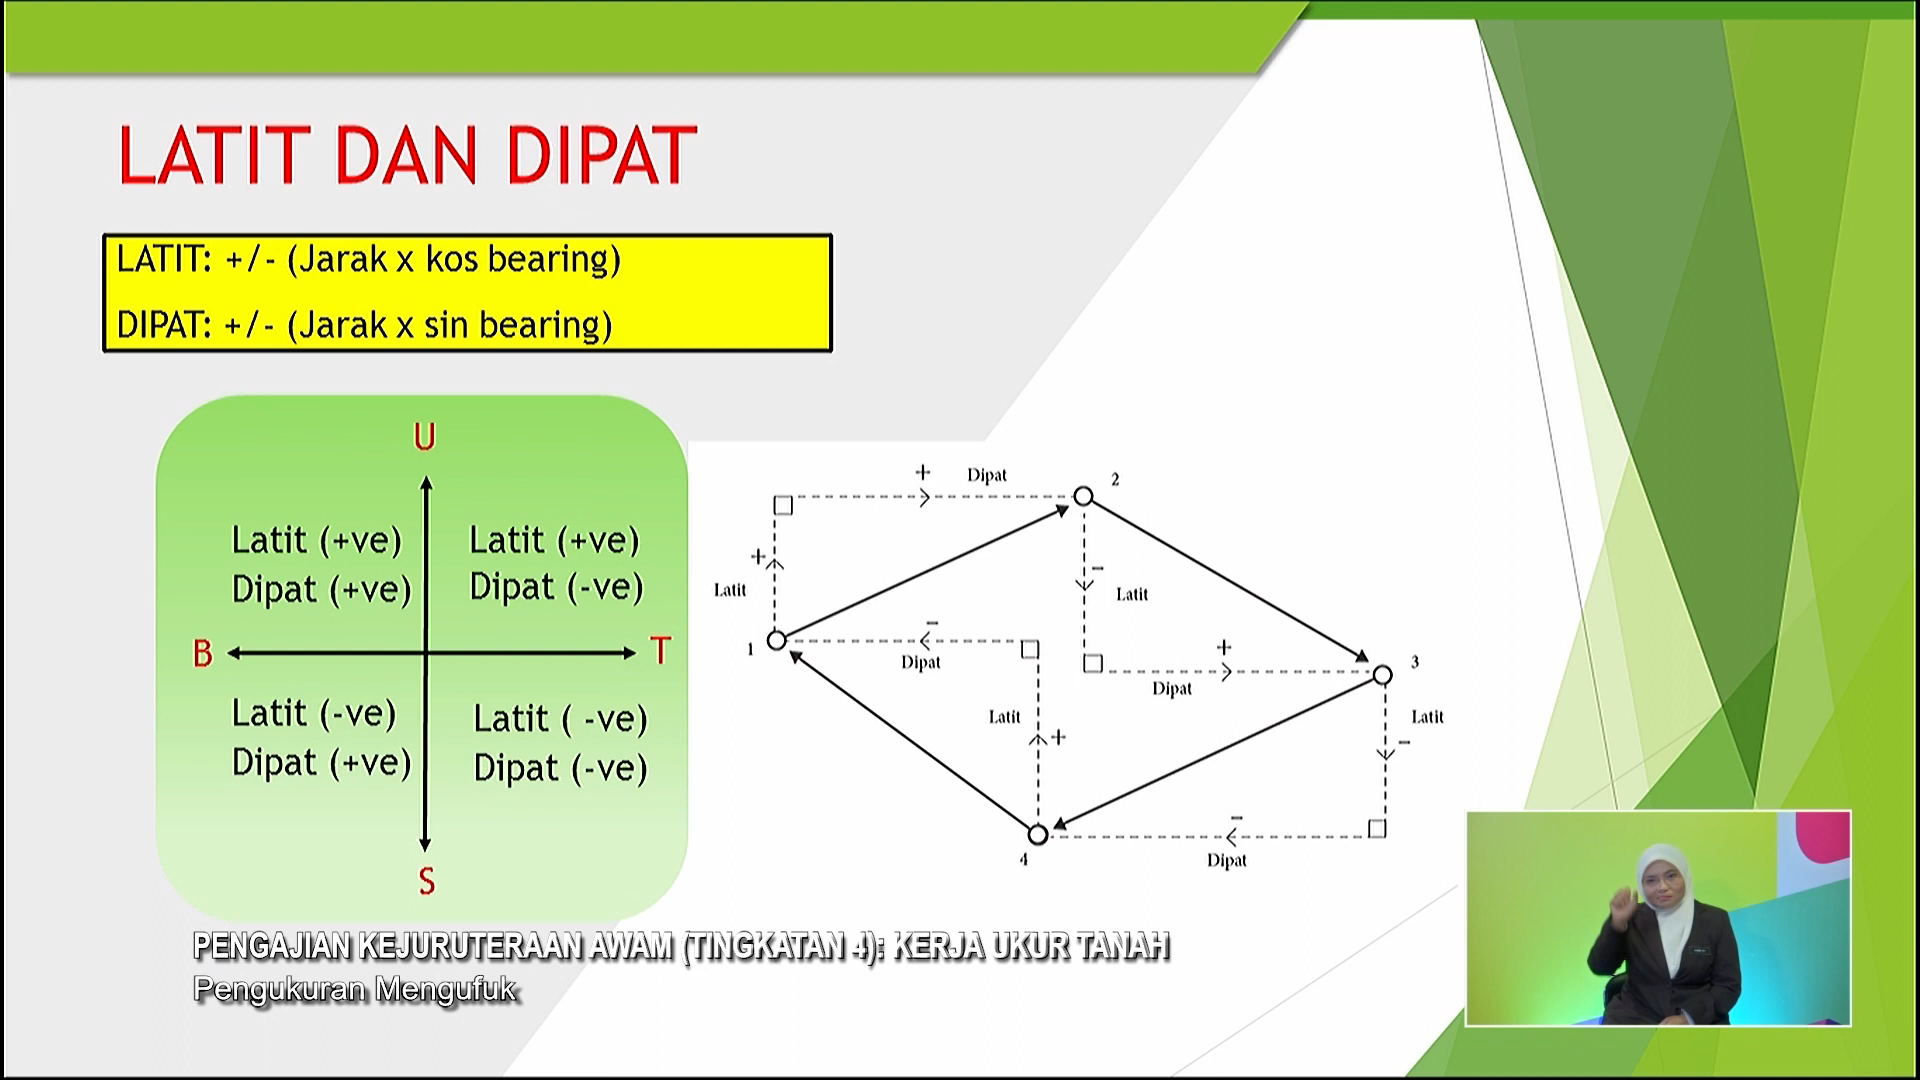 LATIT DAN DIPAT
LATIT: +/- (Jarak x kos bearing)
DIPAT: +/- (Jarak x sin bearing)
U
Latit (+ve)
Dipat (+ve)
Latit (+ve)
Dipat (-ve)
B
T
Latit (-ve)
Dipat (+ve)
Latit ( -ve)
Dipat (-ve)
S
+ Dipat
2
+
Latit
-
Latit
1
-
Dipat
+
Dipat
3
Latit
+
Latit
-
4
-
Dipat
PENGAJIAN KEJURUTERAAN AWAM (TINGKATAN 4): KERJA UKUR TANAH
Pengukuran Mengufuk